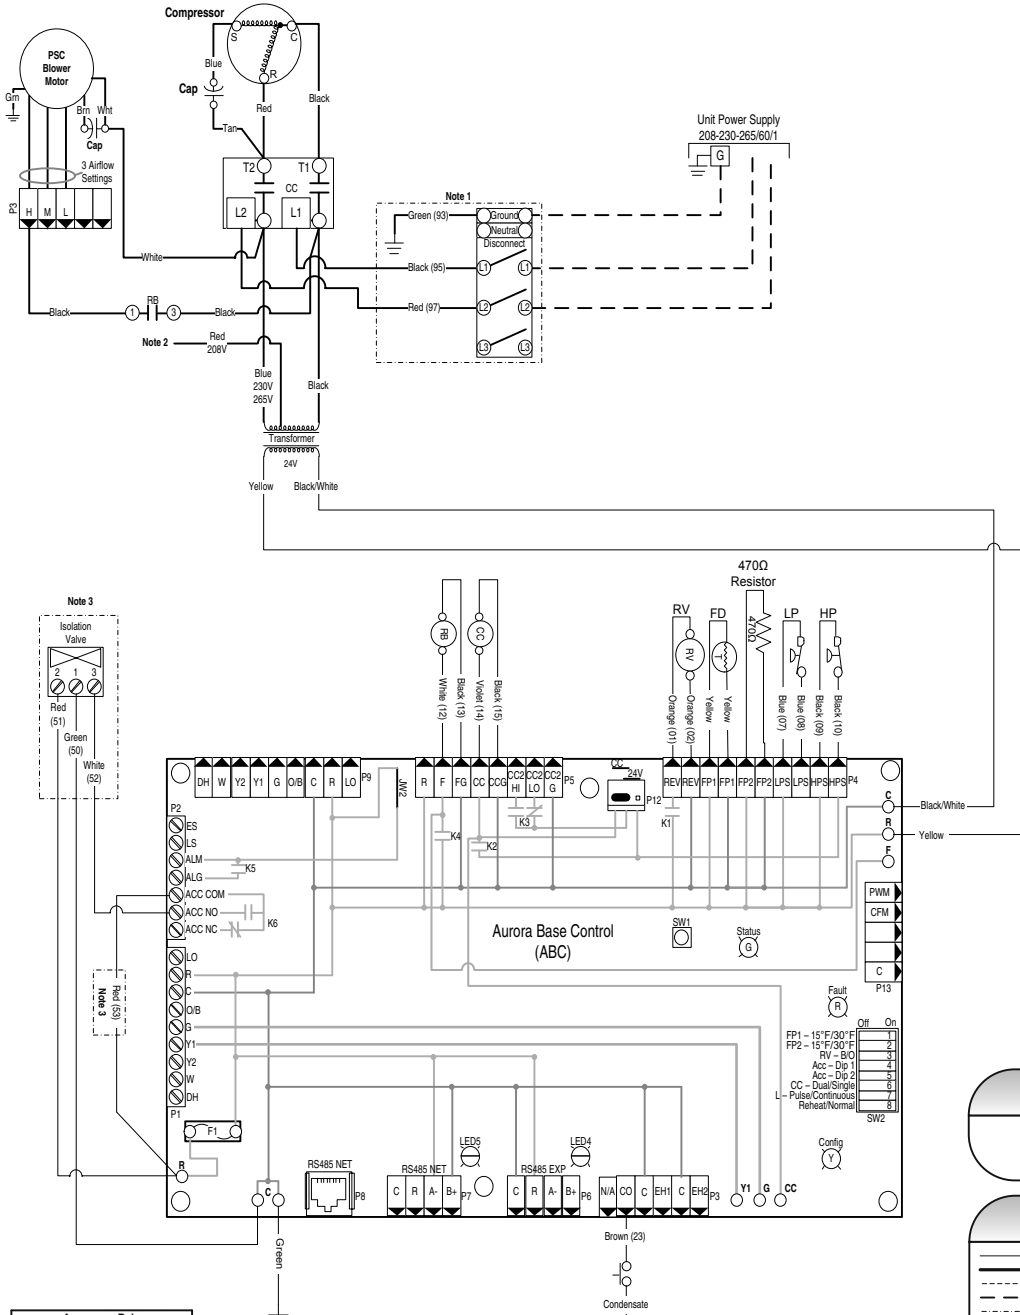 Compressor
S
C
R
Blue
Cap
Tan
Red
Black
PSC
Blower
Motor
Grn
Brn
Wht
Cap
3 Airflow
Settings
P3
H
M
L
T2
T1
CC
L2
L1
White
Black
1
RB
3
Black
Note 2
Red
208V
Blue
230V
265V
Black
Transformer
24V
Yellow
Black/White
Unit Power Supply
208-230-265/60/1
G
Note 1
Green (93)
Ground
Neutral
Disconnect
Black (95)
L1
L1
Red (97)
L2
L2
L3
L3
Note 3
Isolation
Valve
2
1
3
Red
(51)
Green
(50)
White
(52)
RB
White (12)
Black (13)
CC
Violet (14)
Black (15)
RV
RV
Orange (01)
Orange (02)
FD
T
Yellow
Yellow
470Ω
Resistor
470Ω
LP
Blue (07)
Blue (08)
HP
Black (09)
Black (10)
DH
W
Y2
Y1
G
O/B
C
R
LO
P9
JW2
R
F
FG
CC
CCG
CC2
HI
CC2
LO
CC2
G
P5
CC
24V
P12
REV
REV
FP1
FP1
FP2
FP2
LPS
LPS
HPS
HPS
P4
K4
K2
K3
K1
C
Black/White
R
Yellow
F
P2
ES
LS
ALM
ALG
ACC COM
ACC NO
ACC NC
K5
K6
LO
R
C
O/B
G
Y1
Y2
W
DH
P1
Red (53)
Note 3
F1
R
Aurora Base Control
(ABC)
SW1
Status
G
PWM
CFM
C
P13
Fault
R
Off
On
FP1 – 15°F/30°F
1
FP2 – 15°F/30°F
2
RV – B/O
3
Acc – Dip 1
4
Acc – Dip 2
5
CC – Dual/Single
6
L – Pulse/Continuous
7
Reheat/Normal
8
SW2
Config
Y
C
Green
RS485 NET
P8
RS485 NET
LED5
C
R
A-
B+
P7
RS485 EXP
LED4
C
R
A-
B+
P6
N/A
CO
C
EH1
C
EH2
P3
Y1
G
CC
Brown (23)
Condensate